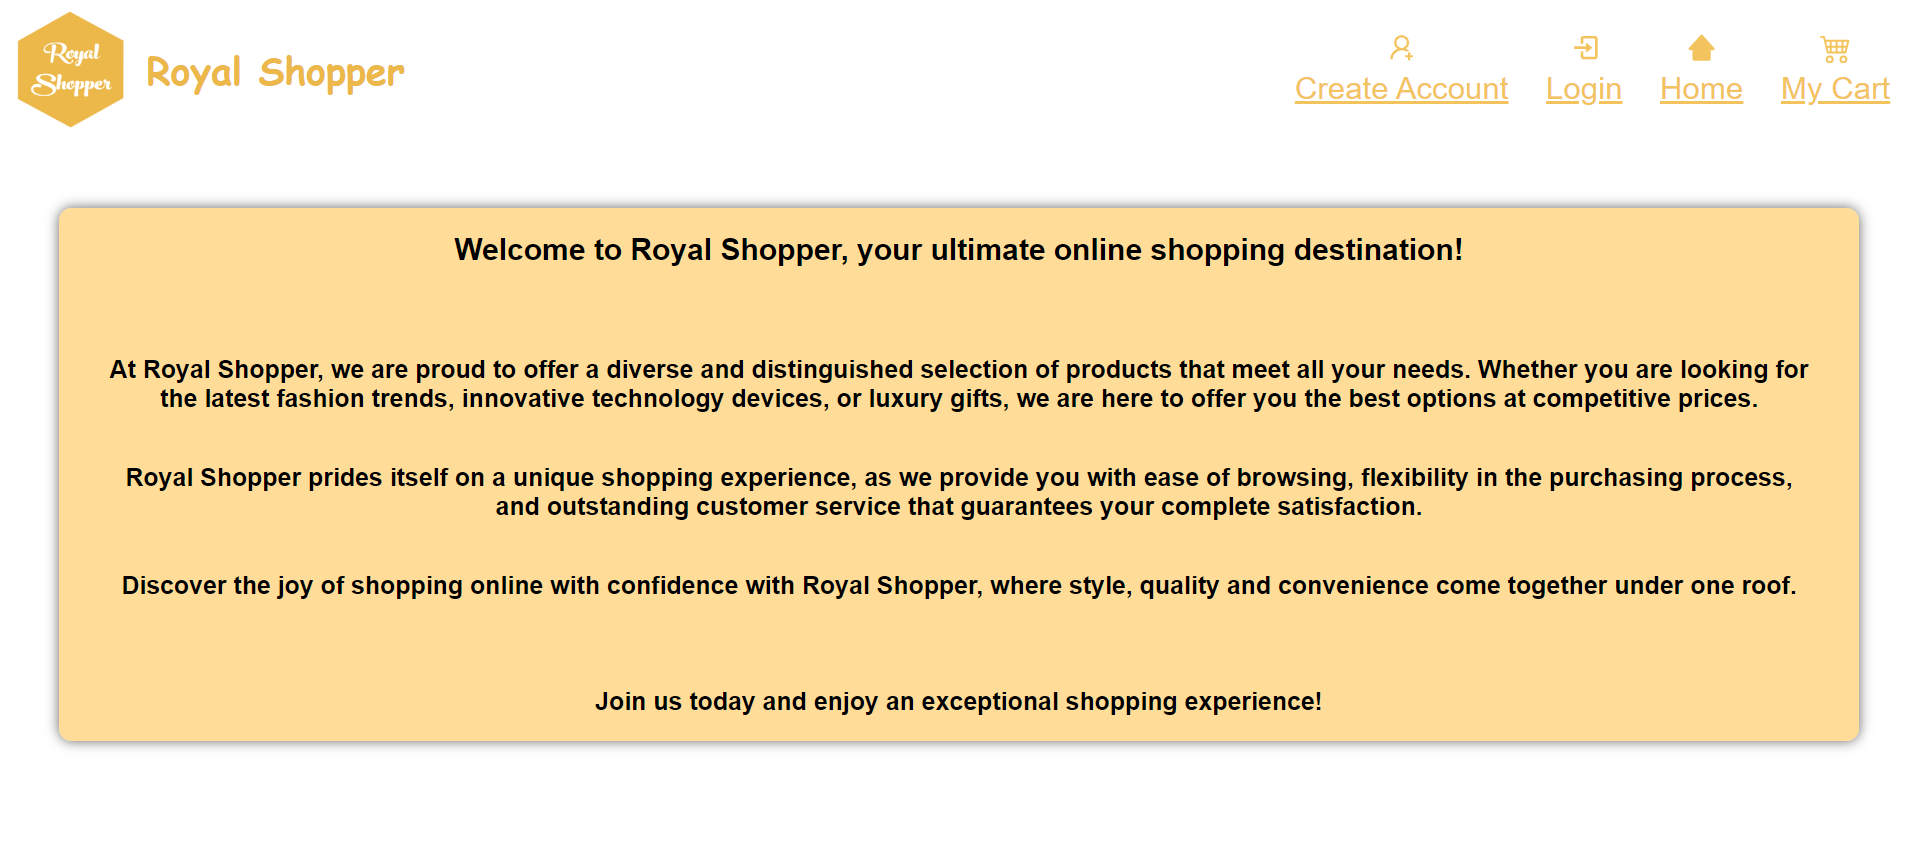 Royal
Shopper
Royal Shopper
Create Account
Login
Home
My Cart
Welcome to Royal Shopper, your ultimate online shopping destination!
At Royal Shopper, we are proud to offer a diverse and distinguished selection of products that meet all your needs. Whether you are looking for
the latest fashion trends, innovative technology devices, or luxury gifts, we are here to offer you the best options at competitive prices.
Royal Shopper prides itself on a unique shopping experience, as we provide you with ease of browsing, flexibility in the purchasing process,
and outstanding customer service that guarantees your complete satisfaction.
Discover the joy of shopping online with confidence with Royal Shopper, where style, quality and convenience come together under one roof.
Join us today and enjoy an exceptional shopping experience!